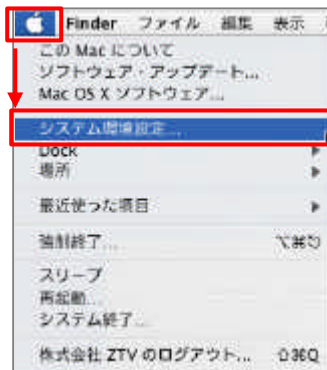 Finder ファイル 編集 表示
この Mac について
ソフトウェア・アップデート...
Mac OS X ソフトウェア...
システム環境設定...
Dock
場所
最近使った項目
強制終了... ⌥⌘⎋
スリープ
再起動...
システム終了...
株式会社 ZTV のログアウト... ⇧⌘Q